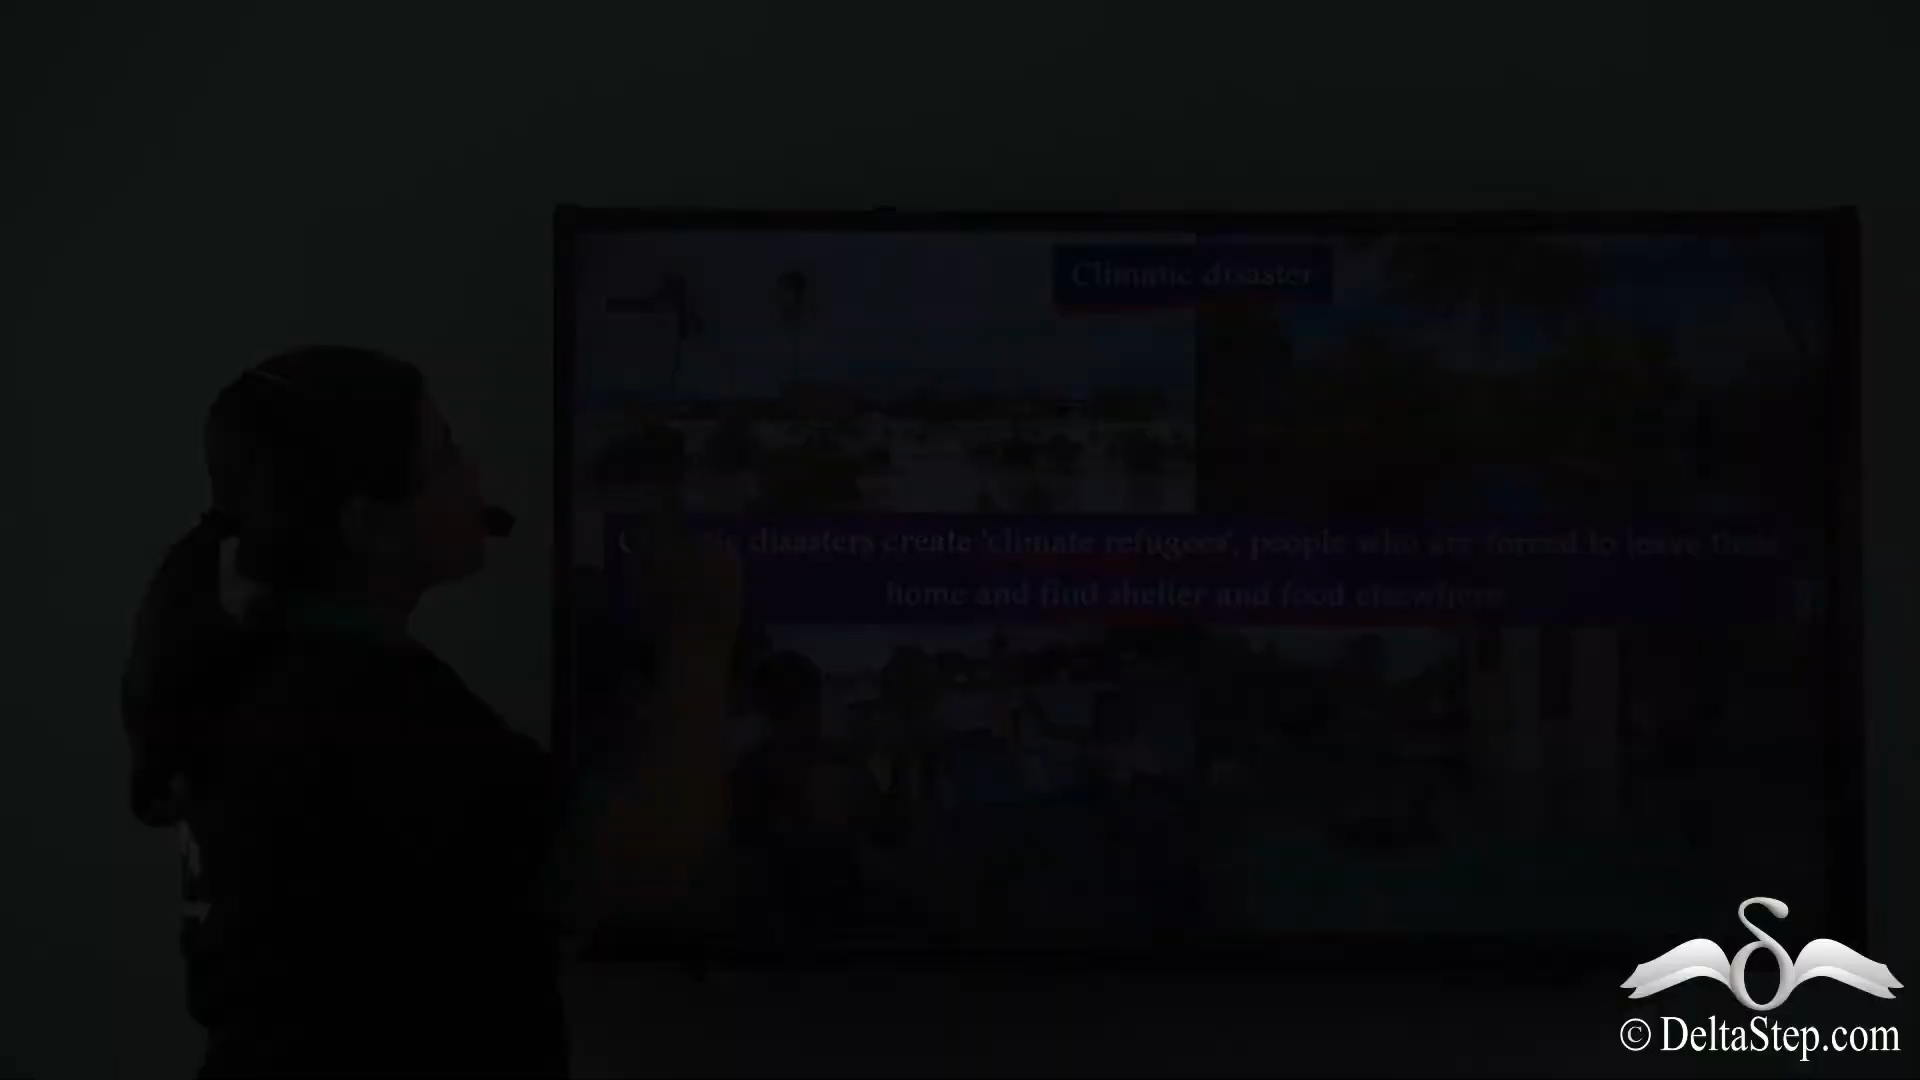 Climatic disaster
disasters create 'climate refugees', people who are forced to leave their
home and find shelter and food elsewhere
© DeltaStep.com